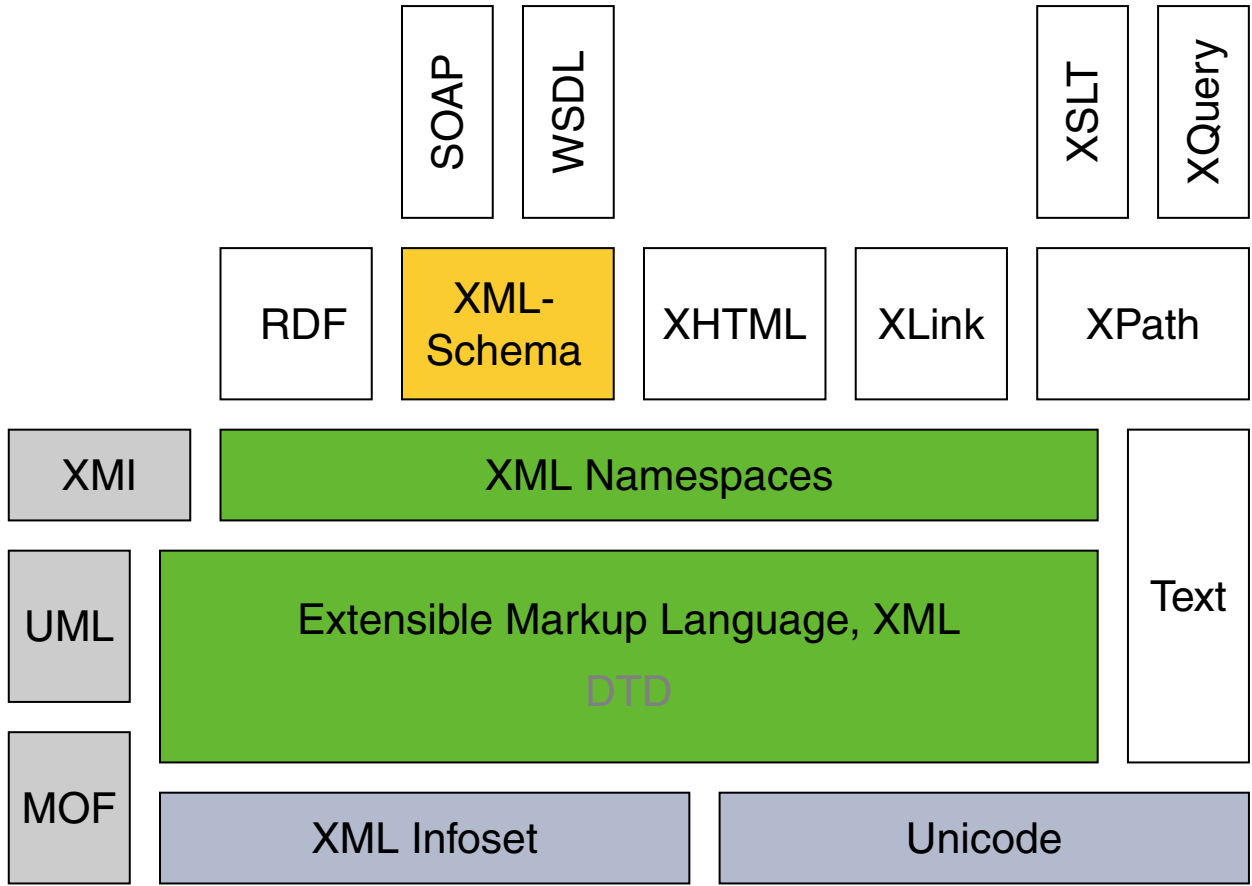 SOAP
WSDL
XSLT
XQuery
RDF
XML-
Schema
XHTML
XLink
XPath
XMI
XML Namespaces
UML
Extensible Markup Language, XML
DTD
Text
MOF
XML Infoset
Unicode